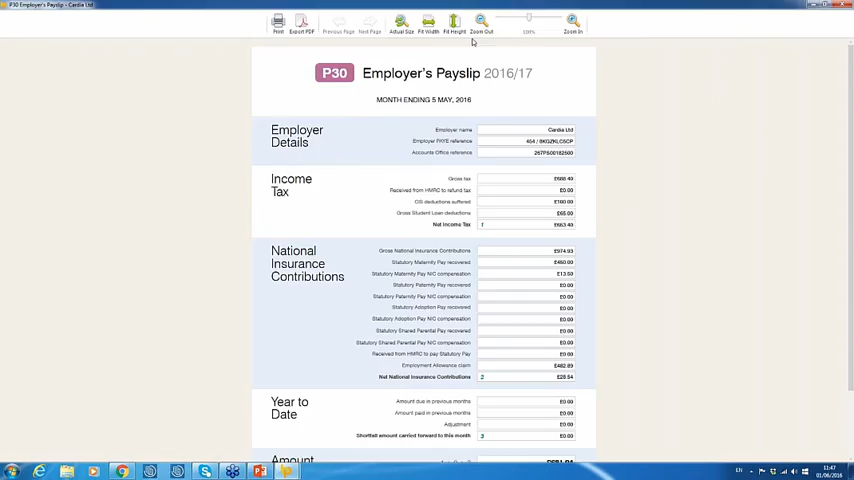 P30 Employer's Payslip - Cardia Ltd
Print
Export PDF
Previous Page
Next Page
Actual Size
Fit Width
Fit Height
Zoom Out
100%
Zoom In
P30 Employer's Payslip 2016/17
MONTH ENDING 5 MAY, 2016
Employer Details
Employer name Cardia Ltd
Employer PAYE reference
Accounts Office reference 267PS00182500
Income Tax
Gross tax
Received from HMRC to refund tax £0.00
CIS deductions suffered £100.00
Gross Student Loan deductions £65.00
Net Income Tax 1 £653.40
National Insurance Contributions
Gross National Insurance Contributions £974.93
Statutory Maternity Pay recovered £450.00
Statutory Maternity Pay NIC compensation £13.50
Statutory Paternity Pay recovered £0.00
Statutory Paternity Pay NIC compensation £0.00
Statutory Adoption Pay recovered £0.00
Statutory Adoption Pay NIC compensation £0.00
Statutory Shared Parental Pay recovered £0.00
Statutory Shared Parental Pay NIC compensation £0.00
Received from HMRC to pay Statutory Pay £0.00
Employment Allowance claim £482.89
Net National Insurance Contributions 2 £28.54
Year to Date
Amount due in previous months £0.00
Amount paid in previous months £0.00
Adjustment £0.00
Shortfall amount carried forward to this month 3 £0.00
Amount
EN
11:47
01/06/2016